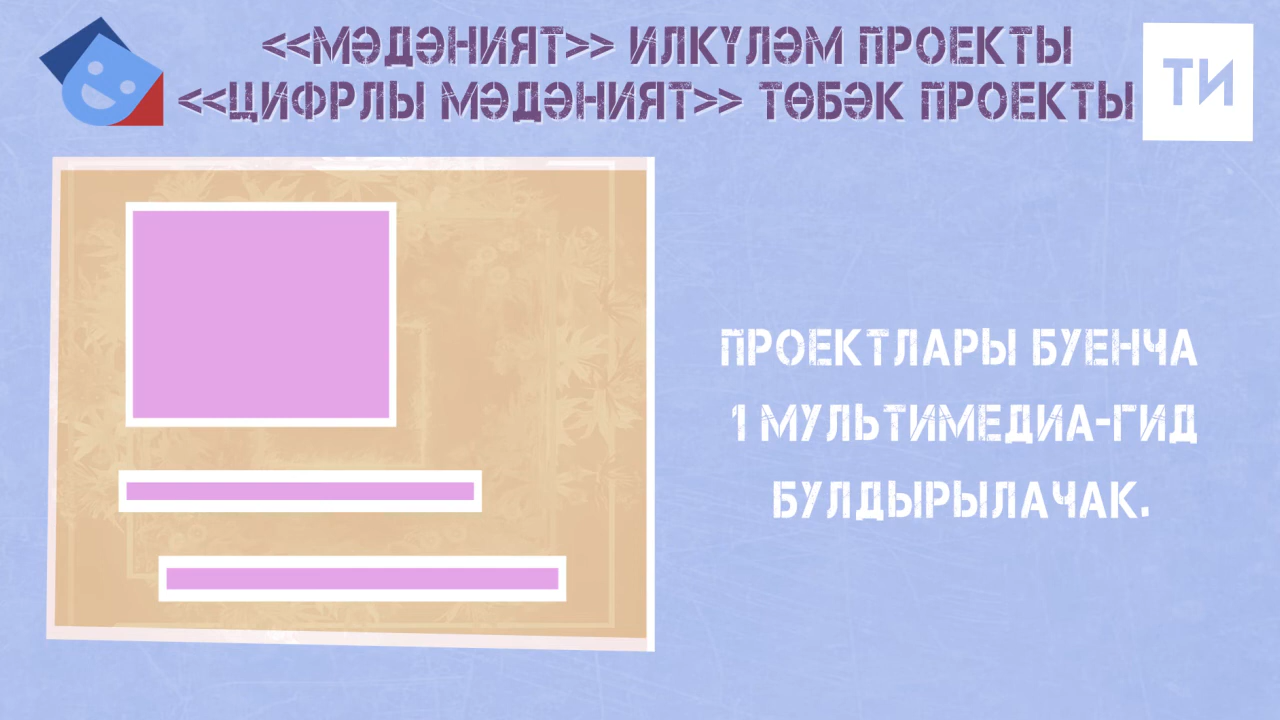 <<МӘДӘНИЯТ>> ИЛКҮЛӘМ ПРОЕКТЫ
<<ЦИФРЛЫ МӘДӘНИЯТ>> ТӨБӘК ПРОЕКТЫ
ТИ
ПРОЕКТЛАРЫ БУЕНЧА
1 МУЛЬТИМЕДИА-ГИД
БУЛДЫРЫЛАЧАК.